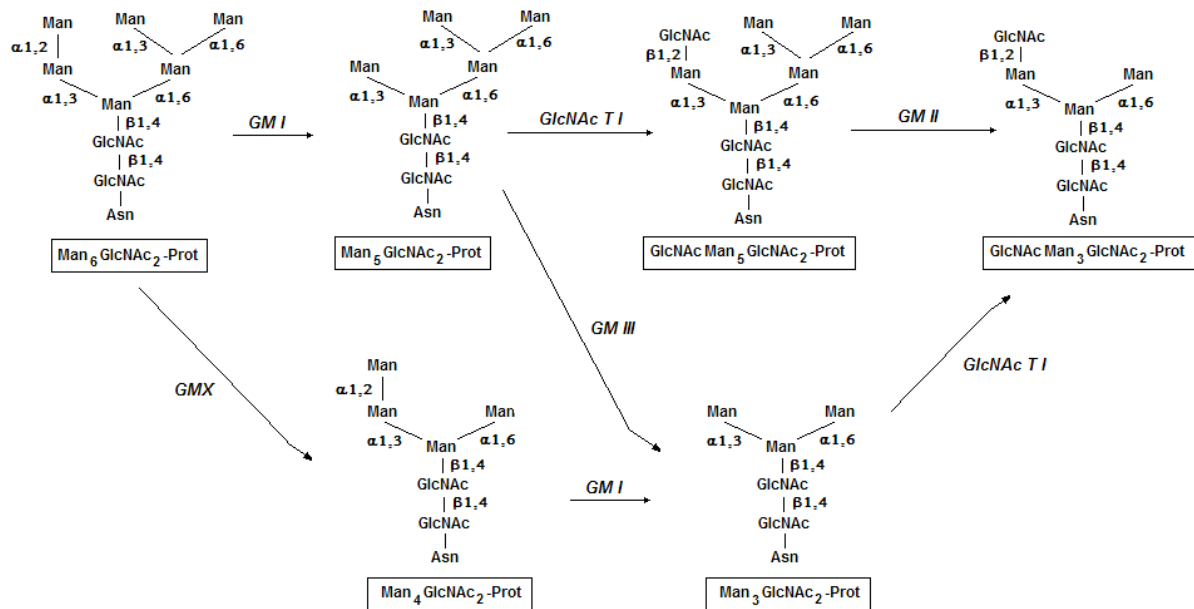 Man Man Man Man Man GlcNAc Man Man GlcNAc
α1,2 α1,3 α1,6 α1,3 α1,6 β1,2 α1,3 α1,6 β1,2
Man Man Man Man Man Man Man Man
α1,3 α1,6 α1,3 α1,6 α1,3 α1,6 α1,3 α1,6
Man Man Man Man
β1,4 GM I β1,4 GlcNAc T I β1,4 GM II β1,4
GlcNAc GlcNAc GlcNAc GlcNAc
β1,4 β1,4 β1,4 β1,4
GlcNAc GlcNAc GlcNAc GlcNAc
Asn Asn Asn Asn
Man6GlcNAc2-Prot Man5GlcNAc2-Prot GlcNAcMan5GlcNAc2-Prot GlcNAcMan3GlcNAc2-Prot
GM III
GMX GlcNAc T I
Man
α1,2
Man Man Man Man
α1,3 α1,6 α1,3 α1,6
Man Man
β1,4 β1,4
GlcNAc GM I GlcNAc
β1,4 β1,4
GlcNAc GlcNAc
Asn Asn
Man4GlcNAc2-Prot Man3GlcNAc2-Prot